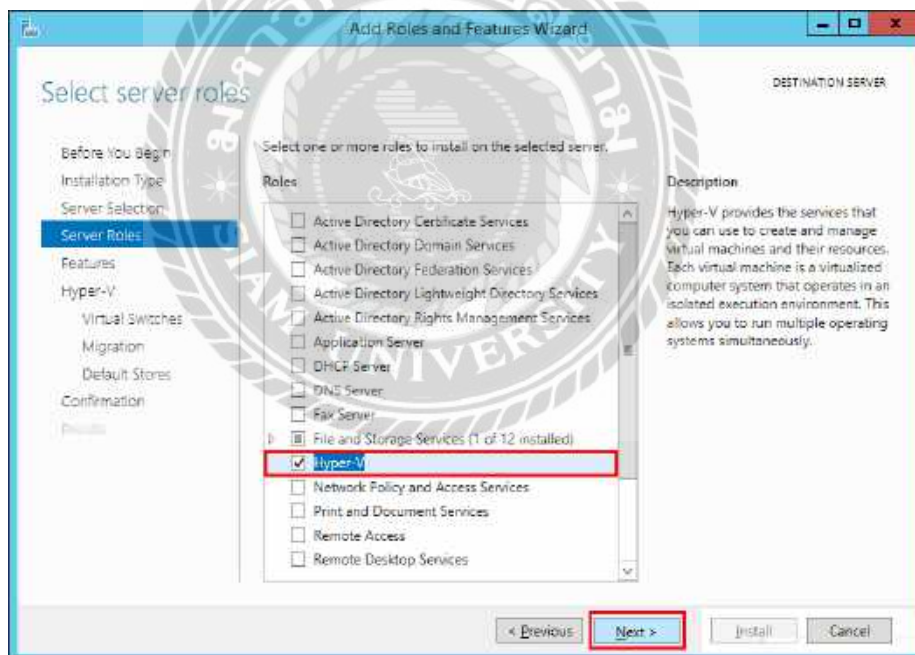 Add Roles and Features Wizard
Select server roles
DESTINATION SERVER
Before You Begin
Installation Type
Server Selection
Server Roles
Features
Hyper-V
Virtual Switches
Migration
Default Stores
Confirmation
Results
Select one or more roles to install on the selected server.
Roles
Active Directory Certificate Services
Active Directory Domain Services
Active Directory Federation Services
Active Directory Lightweight Directory Services
Active Directory Rights Management Services
Application Server
DHCP Server
DNS Server
Fax Server
File and Storage Services (1 of 12 installed)
Hyper-V
Network Policy and Access Services
Print and Document Services
Remote Access
Remote Desktop Services
Description
Hyper-V provides the services that
you can use to create and manage
virtual machines and their resources.
Each virtual machine is a virtualized
computer system that operates in an
isolated execution environment. This
allows you to run multiple operating
systems simultaneously.
< Previous
Next >
Install
Cancel
SIAM UNIVERSITY